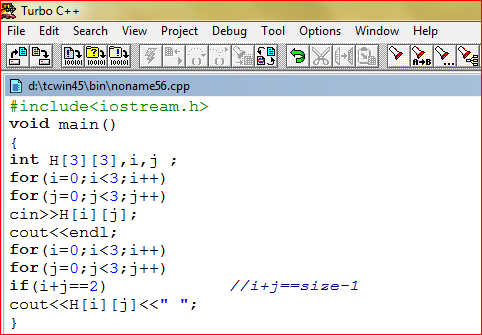 Turbo C++
File Edit Search View Project Debug Tool Options Window Help
d:\tcwin45\bin\noname56.cpp
#include<iostream.h>
void main()
{
int H[3][3],i,j ;
for(i=0;i<3;i++)
for(j=0;j<3;j++)
cin>>H[i][j];
cout<<endl;
for(i=0;i<3;i++)
for(j=0;j<3;j++)
if(i+j==2) //i+j==size-1
cout<<H[i][j]<<" ";
}